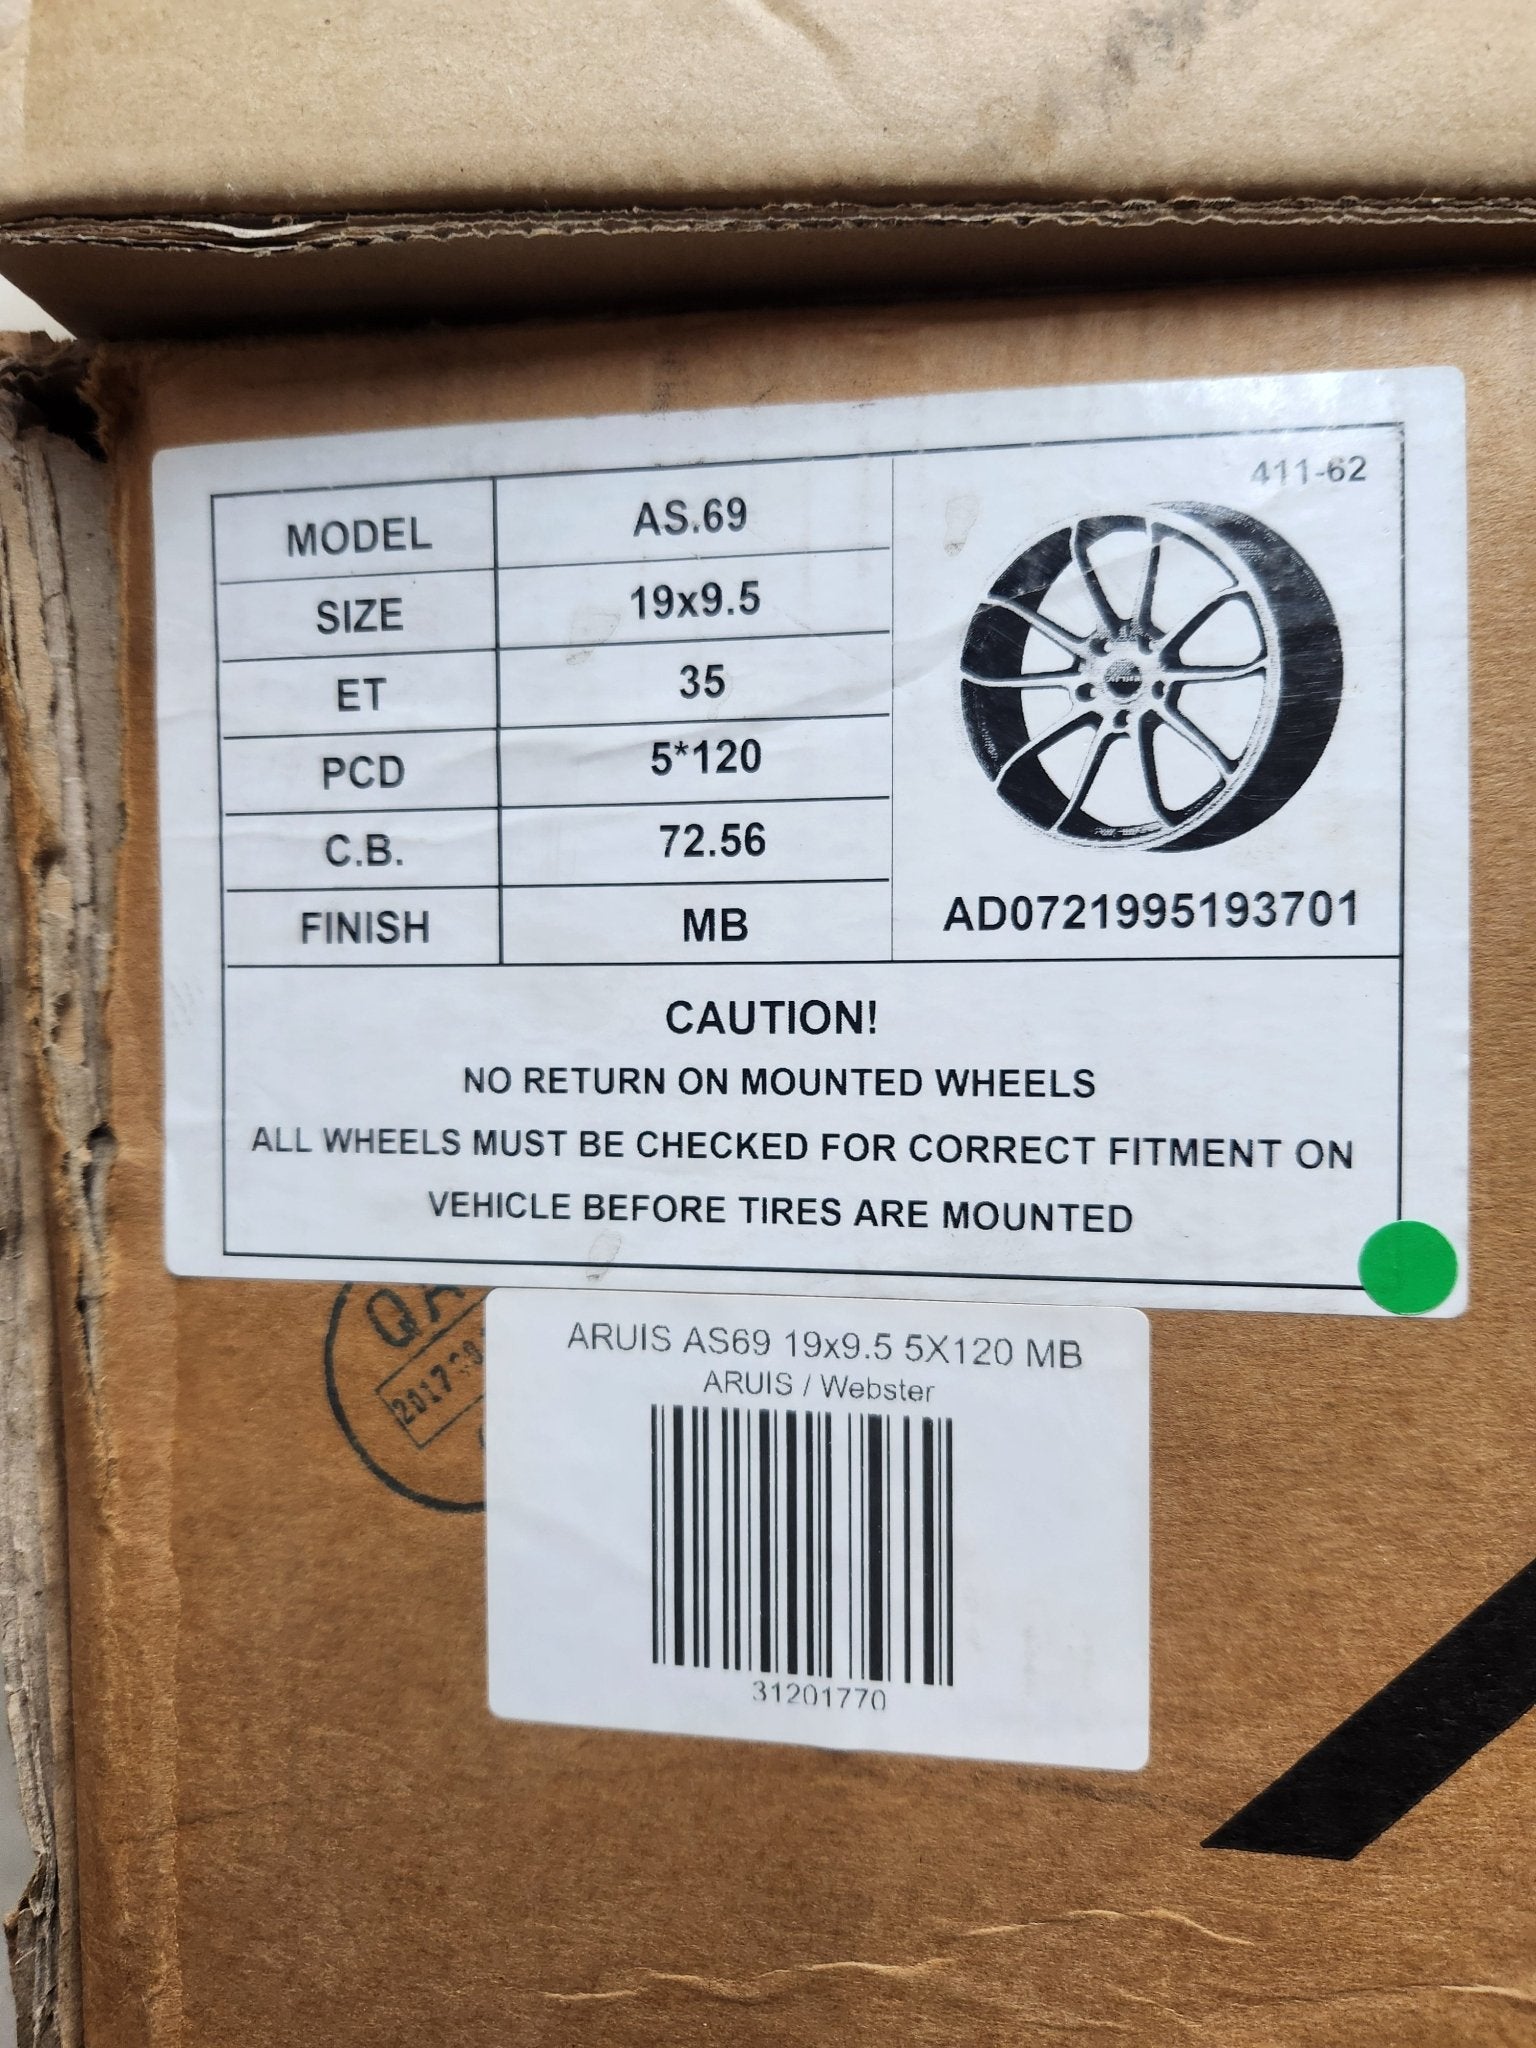 411-62
MODEL AS.69
SIZE 19x9.5
ET 35
PCD 5*120
C.B. 72.56
FINISH MB
AD0721995193701
CAUTION!
NO RETURN ON MOUNTED WHEELS
ALL WHEELS MUST BE CHECKED FOR CORRECT FITMENT ON
VEHICLE BEFORE TIRES ARE MOUNTED
ARUIS AS69 19x9.5 5X120 MB
ARUIS / Webster
31201770